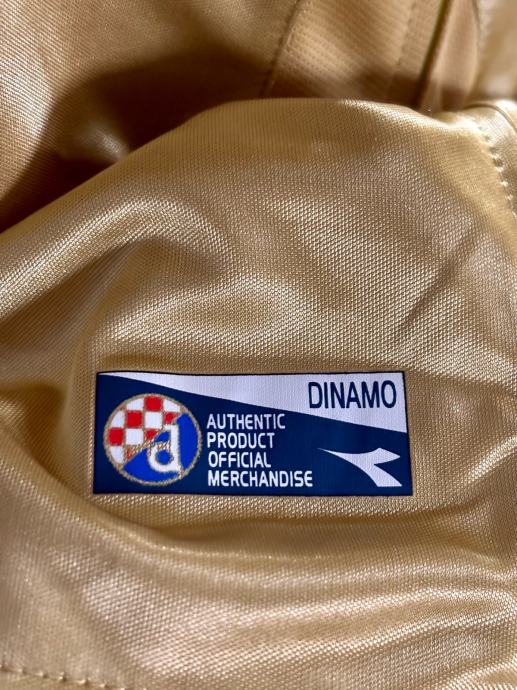 DINAMO
AUTHENTIC
PRODUCT
OFFICIAL
MERCHANDISE
d